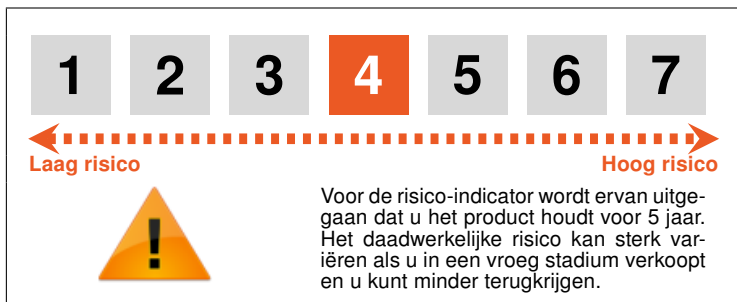 1 2 3 4 5 6 7
Laag risico Hoog risico
!
Voor de risico-indicator wordt ervan uitge-
gaan dat u het product houdt voor 5 jaar.
Het daadwerkelijke risico kan sterk var-
iëren als u in een vroeg stadium verkoopt
en u kunt minder terugkrijgen.